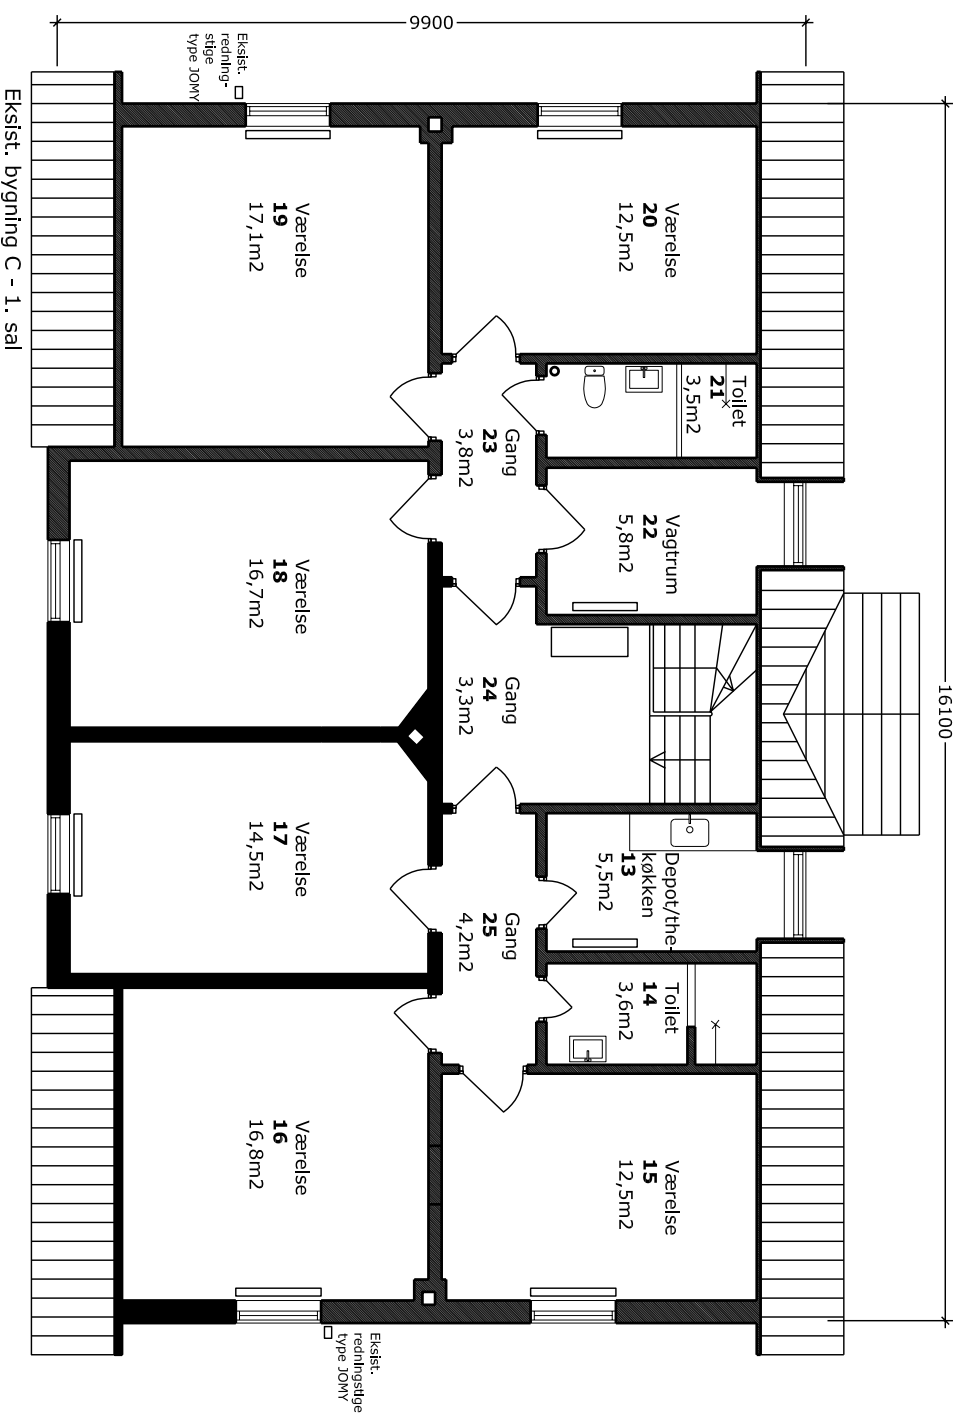 9900
16100
Eksist.
redning-
stige
type JOMY
Værelse
19
17,1m2
Værelse
20
12,5m2
Toilet
21
3,5m2
Gang
23
3,8m2
Vagtrum
22
5,8m2
Værelse
18
16,7m2
Gang
24
3,3m2
Værelse
17
14,5m2
Depot/the-
køkken
13
5,5m2
Gang
25
4,2m2
Toilet
14
3,6m2
Værelse
16
16,8m2
Værelse
15
12,5m2
Eksist.
redningstige
type JOMY
Eksist. bygning C - 1. sal